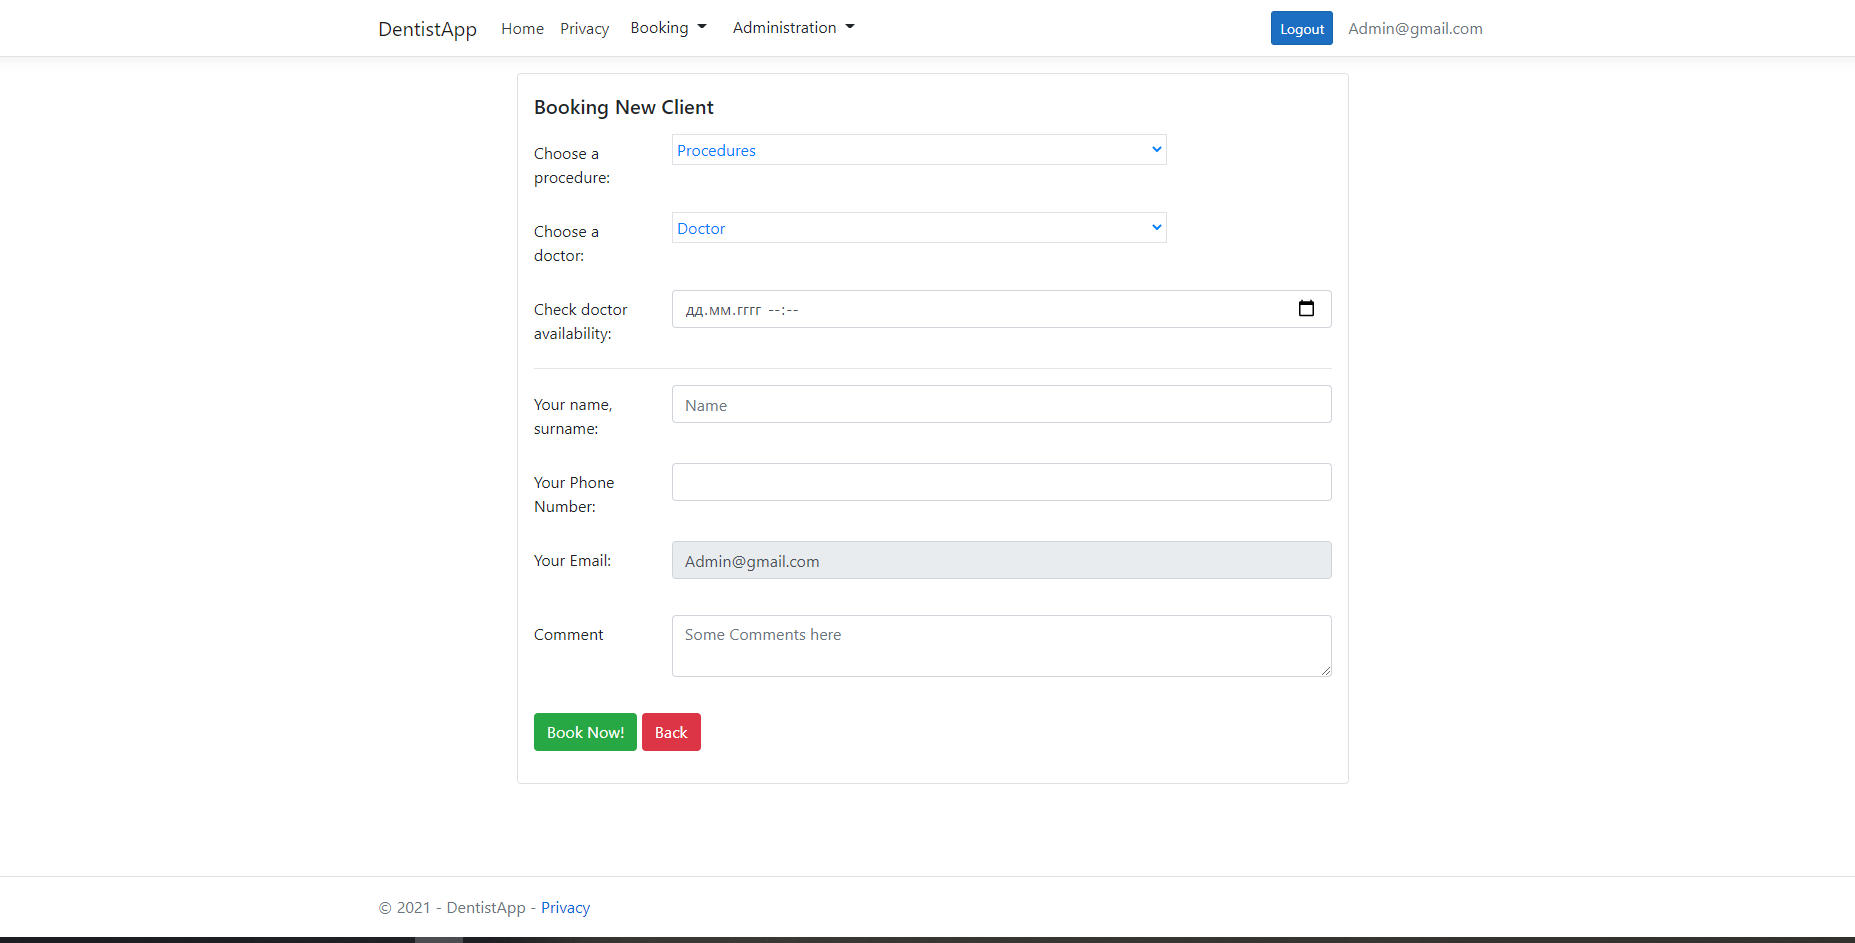 DentistApp Home Privacy Booking Administration Logout Admin@gmail.com
Booking New Client
Choose a
procedure:
Procedures
Choose a
doctor:
Doctor
Check doctor
availability:
дд.мм.гггг --:--
Your name,
surname:
Name
Your Phone
Number:
Your Email:
Admin@gmail.com
Comment
Some Comments here
Book Now! Back
© 2021 - DentistApp - Privacy